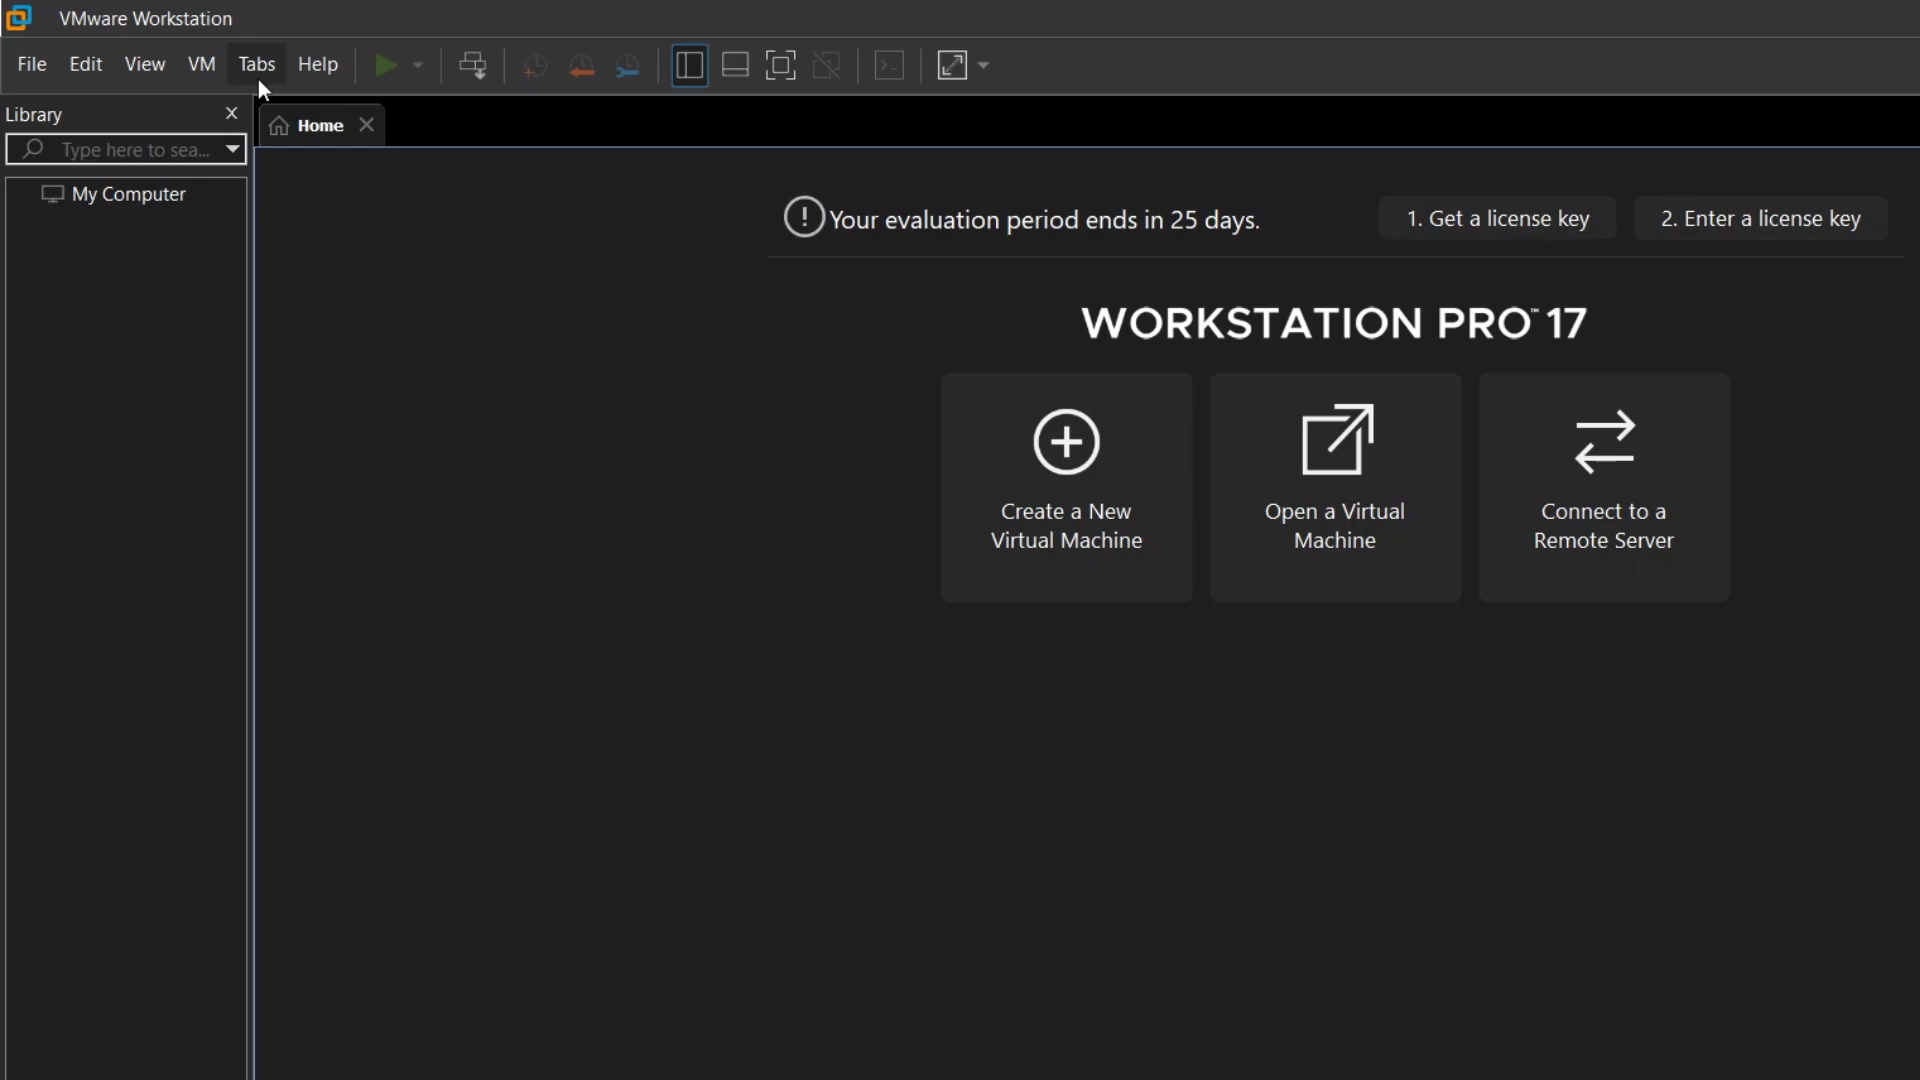 VMware Workstation
File Edit View VM Tabs Help
Library
Home
Type here to sea...
My Computer
Your evaluation period ends in 25 days.
1. Get a license key
2. Enter a license key
WORKSTATION PRO™ 17
Create a New
Virtual Machine
Open a Virtual
Machine
Connect to a
Remote Server